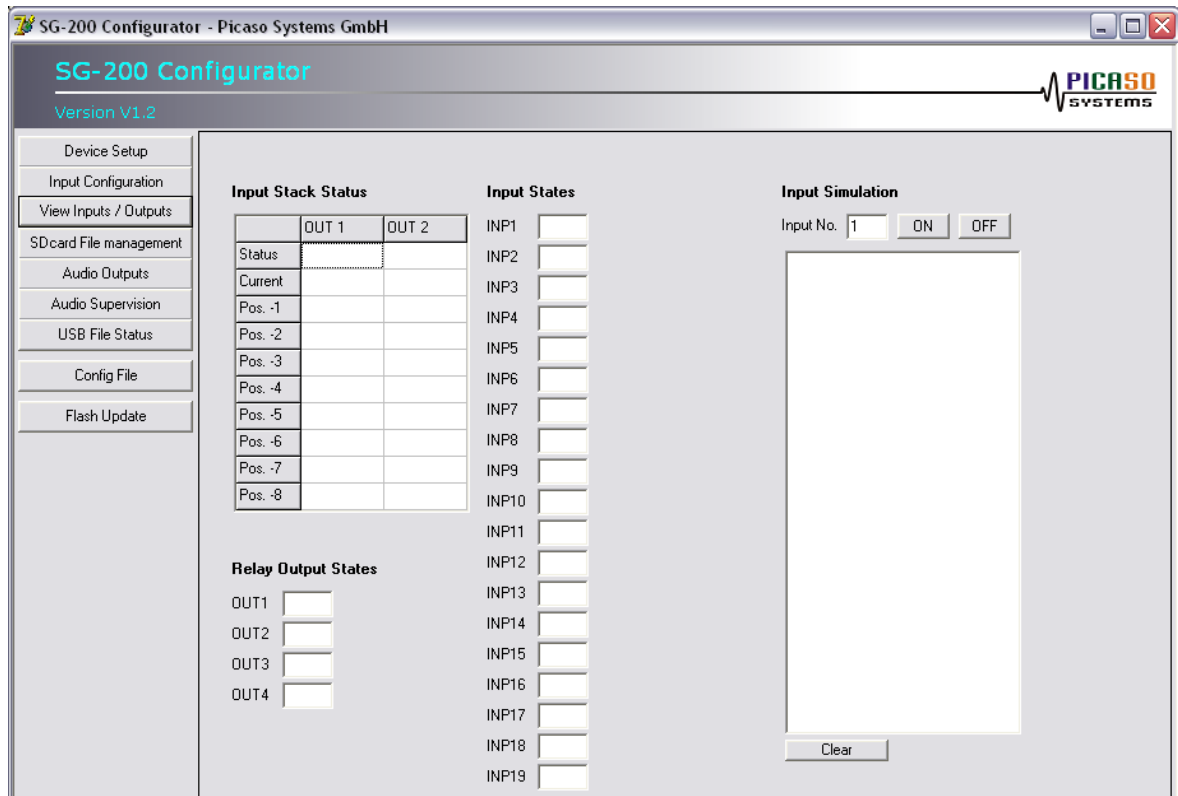 SG-200 Configurator - Picaso Systems GmbH
SG-200 Configurator
Version V1.2
PICASO
SYSTEMS
Device Setup
Input Configuration
View Inputs / Outputs
SDcard File management
Audio Outputs
Audio Supervision
USB File Status
Config File
Flash Update
Input Stack Status
OUT 1 OUT 2
Status
Current
Pos. -1
Pos. -2
Pos. -3
Pos. -4
Pos. -5
Pos. -6
Pos. -7
Pos. -8
Relay Output States
OUT1
OUT2
OUT3
OUT4
Input States
INP1
INP2
INP3
INP4
INP5
INP6
INP7
INP8
INP9
INP10
INP11
INP12
INP13
INP14
INP15
INP16
INP17
INP18
INP19
Input Simulation
Input No. 1 ON OFF
Clear